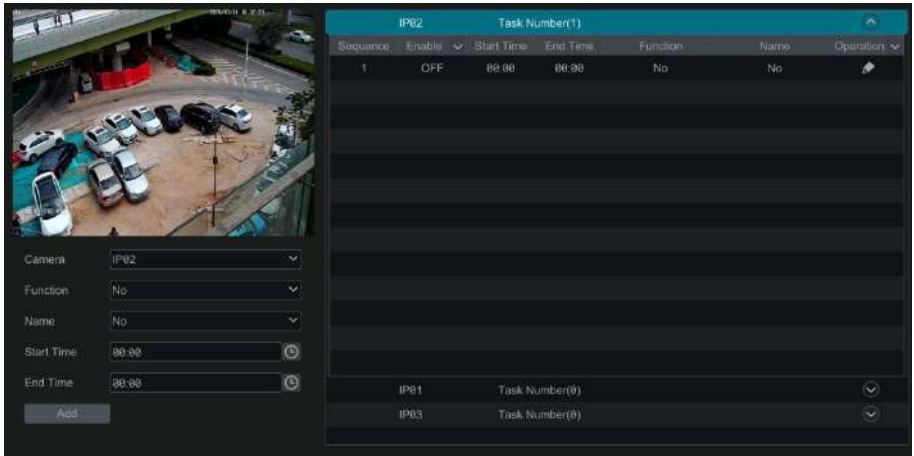 IP02 Task Number(1)
Sequence Enable Start Time End Time Function Name Operation
1 OFF 00:00 00:00 No No
Camera IP02
Function No
Name No
Start Time 00:00
End Time 00:00
Add
IP01 Task Number(0)
IP03 Task Number(0)